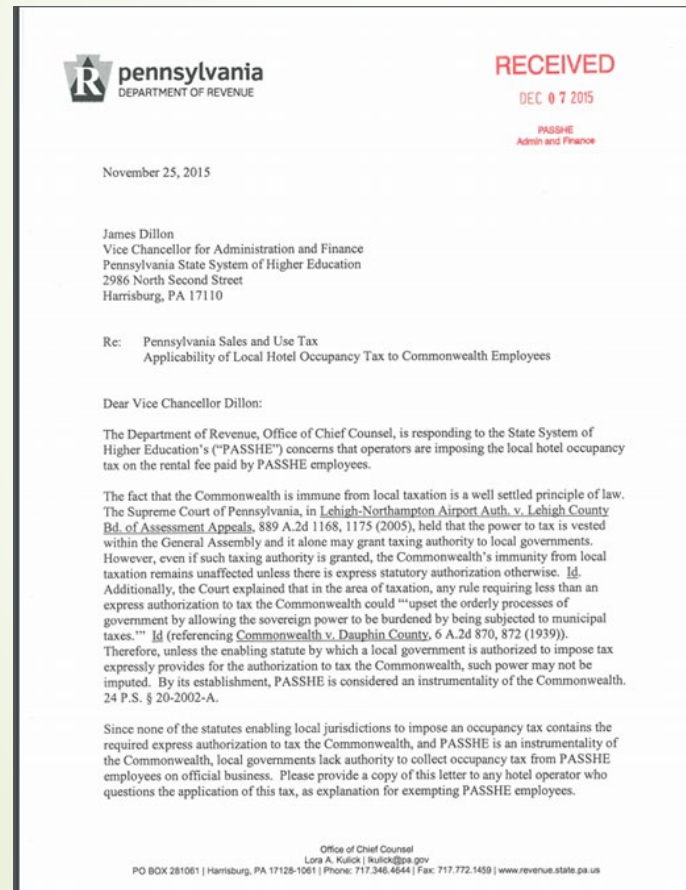 R pennsylvania
DEPARTMENT OF REVENUE
RECEIVED
DEC 07 2015
PASSHE
Admin and Finance
November 25, 2015
James Dillon
Vice Chancellor for Administration and Finance
Pennsylvania State System of Higher Education
2986 North Second Street
Harrisburg, PA 17110
Re: Pennsylvania Sales and Use Tax
Applicability of Local Hotel Occupancy Tax to Commonwealth Employees
Dear Vice Chancellor Dillon:
The Department of Revenue, Office of Chief Counsel, is responding to the State System of
Higher Education's ("PASSHE") concerns that operators are imposing the local hotel occupancy
tax on the rental fee paid by PASSHE employees.
The fact that the Commonwealth is immune from local taxation is a well settled principle of law.
The Supreme Court of Pennsylvania, in Lehigh-Northampton Airport Auth. v. Lehigh County
Bd. of Assessment Appeals, 889 A.2d 1168, 1175 (2005), held that the power to tax is vested
within the General Assembly and it alone may grant taxing authority to local governments.
However, even if such taxing authority is granted, the Commonwealth's immunity from local
taxation remains unaffected unless there is express statutory authorization otherwise. Id.
Additionally, the Court explained that in the area of taxation, any rule requiring less than an
express authorization to tax the Commonwealth could "'upset the orderly processes of
government by allowing the sovereign power to be burdened by being subjected to municipal
taxes.'" Id (referencing Commonwealth v. Dauphin County, 6 A.2d 870, 872 (1939)).
Therefore, unless the enabling statute by which a local government is authorized to impose tax
expressly provides for the authorization to tax the Commonwealth, such power may not be
imputed. By its establishment, PASSHE is considered an instrumentality of the Commonwealth.
24 P.S. § 20-2002-A.
Since none of the statutes enabling local jurisdictions to impose an occupancy tax contains the
required express authorization to tax the Commonwealth, and PASSHE is an instrumentality of
the Commonwealth, local governments lack authority to collect occupancy tax from PASSHE
employees on official business. Please provide a copy of this letter to any hotel operator who
questions the application of this tax, as explanation for exempting PASSHE employees.
Office of Chief Counsel
Lora A. Kulick | lkulick@pa.gov
PO BOX 281061 | Harrisburg, PA 17128-1061 | Phone: 717.346.4644 | Fax: 717.772.1459 | www.revenue.state.pa.us